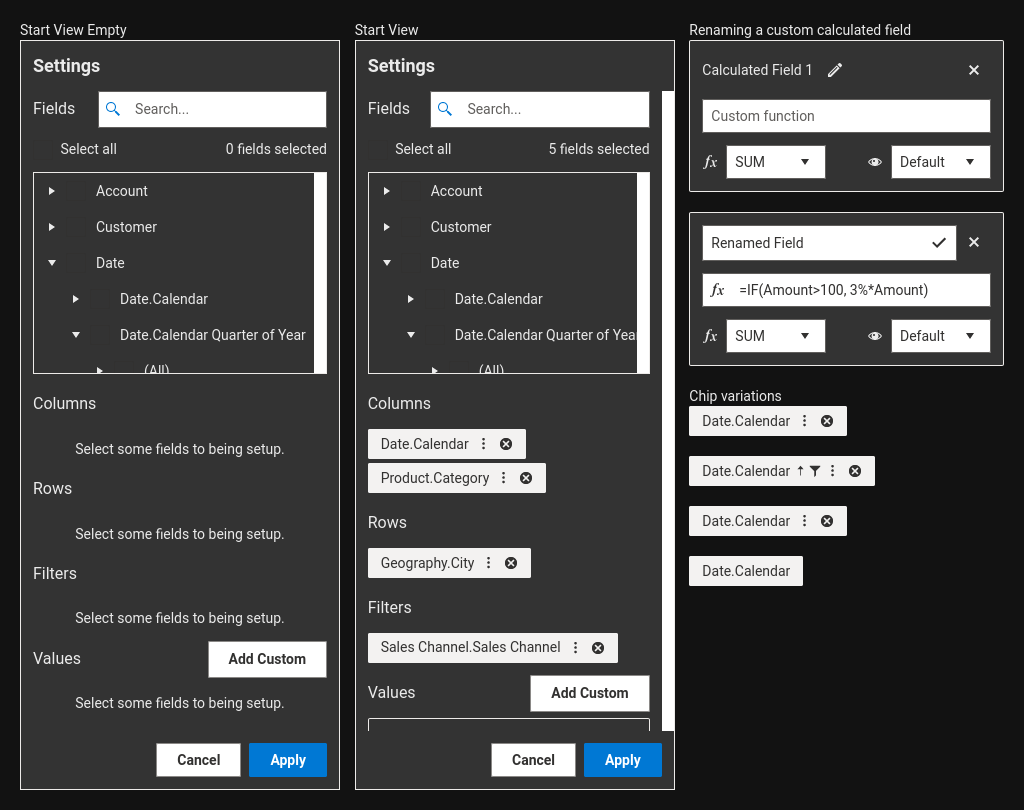 Start View Empty
Settings
Fields
Search...
Select all
0 fields selected
Account
Customer
Date
Date.Calendar
Date.Calendar Quarter of Year
(All)
Columns
Select some fields to being setup.
Rows
Select some fields to being setup.
Filters
Select some fields to being setup.
Values
Add Custom
Select some fields to being setup.
Cancel
Apply
Start View
Settings
Fields
Search...
Select all
5 fields selected
Account
Customer
Date
Date.Calendar
Date.Calendar Quarter of Year
(All)
Columns
Date.Calendar
Product.Category
Rows
Geography.City
Filters
Sales Channel.Sales Channel
Values
Add Custom
Cancel
Apply
Renaming a custom calculated field
Calculated Field 1
Custom function
fx
SUM
Default
Renamed Field
fx =IF(Amount>100, 3%*Amount)
fx
SUM
Default
Chip variations
Date.Calendar
Date.Calendar
Date.Calendar
Date.Calendar